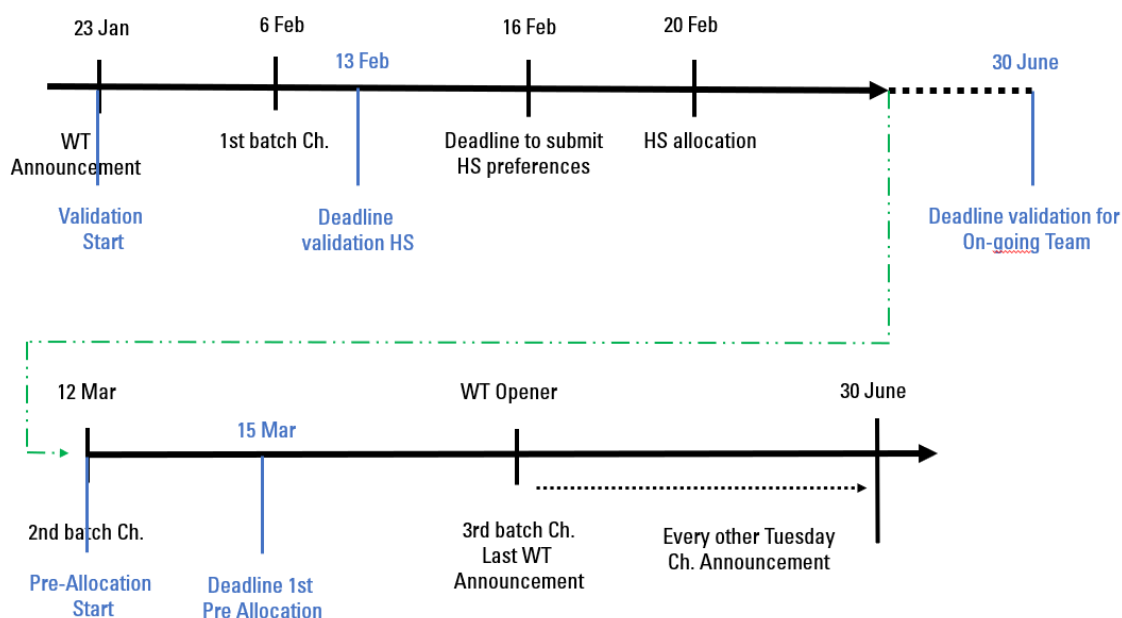 23 Jan
6 Feb
13 Feb
16 Feb
20 Feb
30 June
WT
Announcement
1st batch Ch.
Deadline to submit
HS preferences
HS allocation
Validation
Start
Deadline
validation HS
Deadline validation for
On-going Team
12 Mar
15 Mar
WT Opener
30 June
2nd batch Ch.
3rd batch Ch.
Last WT
Announcement
Every other Tuesday
Ch. Announcement
Pre-Allocation
Start
Deadline 1st
Pre Allocation